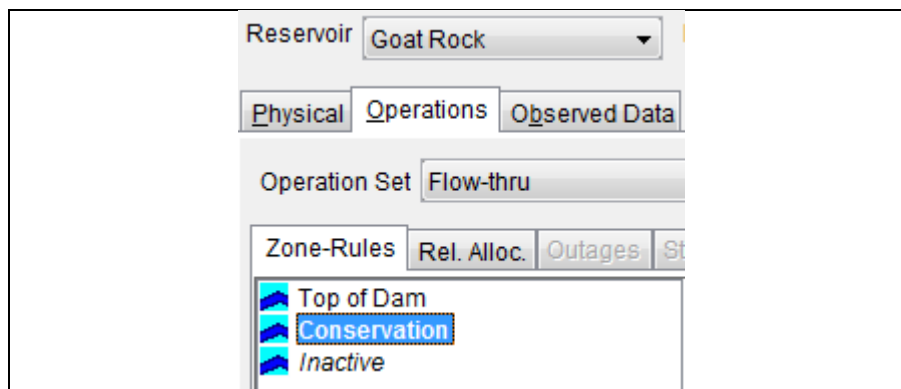 Reservoir Goat Rock
Physical Operations Observed Data
Operation Set Flow-thru
Zone-Rules Rel. Alloc. Outages
Top of Dam
Conservation
Inactive